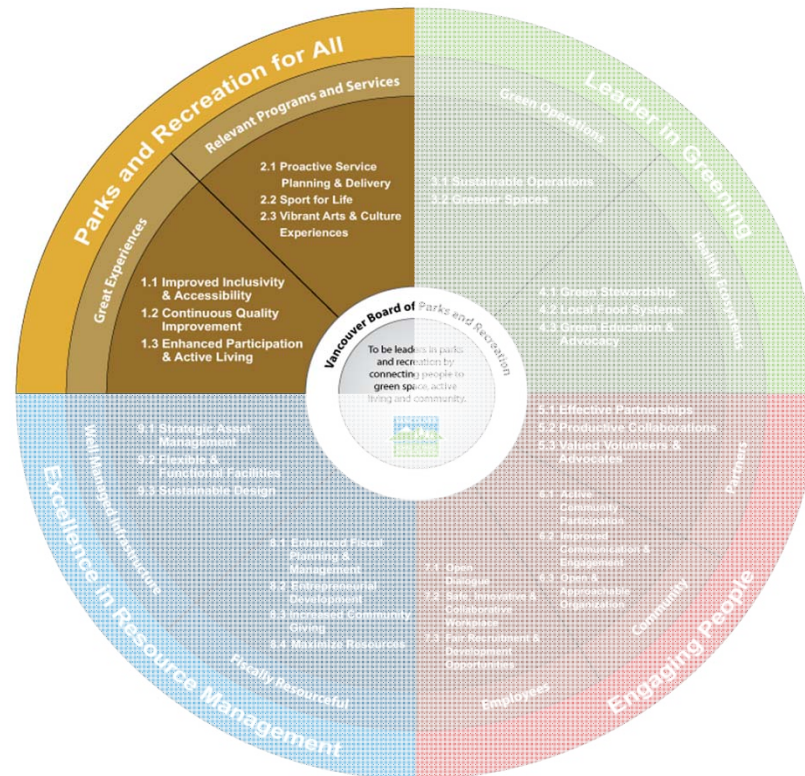 Parks and Recreation for All
Relevant Programs and Services
2.1 Proactive Service
Planning & Delivery
2.2 Sport for Life
2.3 Vibrant Arts & Culture
Experiences
Great Experiences
1.1 Improved Inclusivity
& Accessibility
1.2 Continuous Quality
Improvement
1.3 Enhanced Participation
& Active Living
Leader in Greening
Green Operations
3.1 Sustainable Operations
3.2 Greener Spaces
Healthy Ecosystems
4.1 Green Stewardship
4.2 Local Food Systems
4.3 Green Education &
Advocacy
Vancouver Board of Parks and Recreation
To be leaders in parks
and recreation by
connecting people to
green space, active
living and community.
Engaging People
Partners
5.1 Effective Partnerships
5.2 Productive Collaborations
5.3 Valued Volunteers &
Advocates
Community
6.1 Active
Community
Participation
6.2 Improved
Communication &
Engagement
6.3 Open &
Approachable
Organization
Employees
7.1 Open
Dialogue
7.2 Safe, Innovative &
Collaborative
Workplace
7.3 Fair Recruitment &
Development
Opportunities
Excellence in Resource Management
Fiscally Resourceful
8.1 Enhanced Fiscal
Planning &
Management
8.2 Entrepreneurial
Development
8.3 Increased Community
Giving
8.4 Maximize Resources
Well Managed Infrastructure
9.1 Strategic Asset
Management
9.2 Flexible &
Functional Facilities
9.3 Sustainable Design